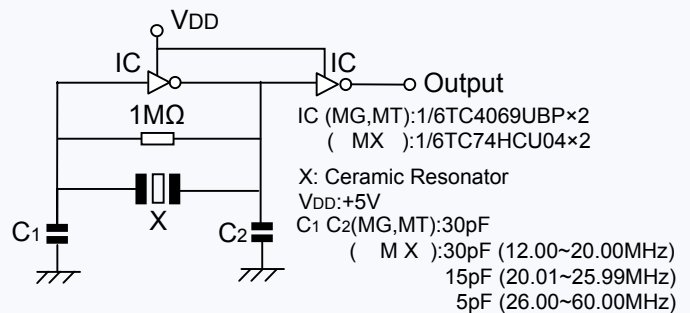 VDD
IC
IC
Output
1MΩ
X
C1
C2
IC (MG,MT):1/6TC4069UBP×2
( MX ):1/6TC74HCU04×2
X: Ceramic Resonator
VDD:+5V
C1 C2(MG,MT):30pF
( M X ):30pF (12.00~20.00MHz)
15pF (20.01~25.99MHz)
5pF (26.00~60.00MHz)